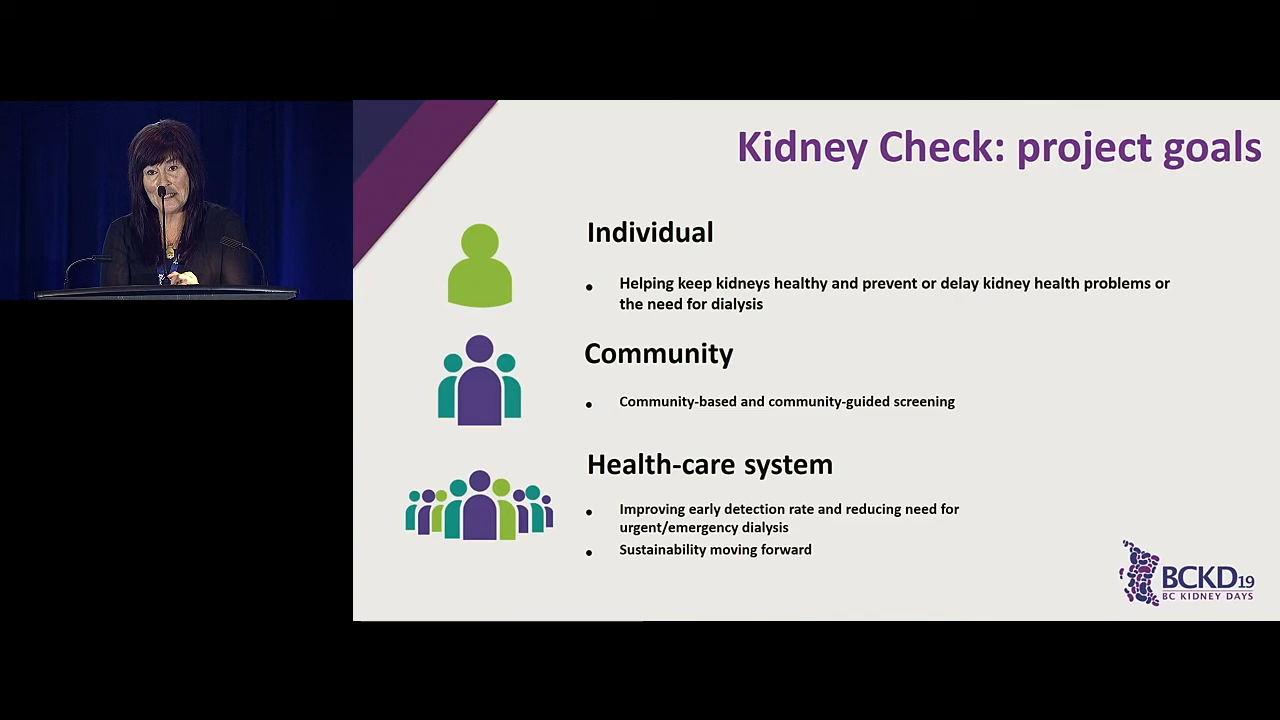 Kidney Check: project goals
Individual
• Helping keep kidneys healthy and prevent or delay kidney health problems or
the need for dialysis
Community
• Community-based and community-guided screening
Health-care system
• Improving early detection rate and reducing need for
urgent/emergency dialysis
• Sustainability moving forward
BCKD19
BC KIDNEY DAYS